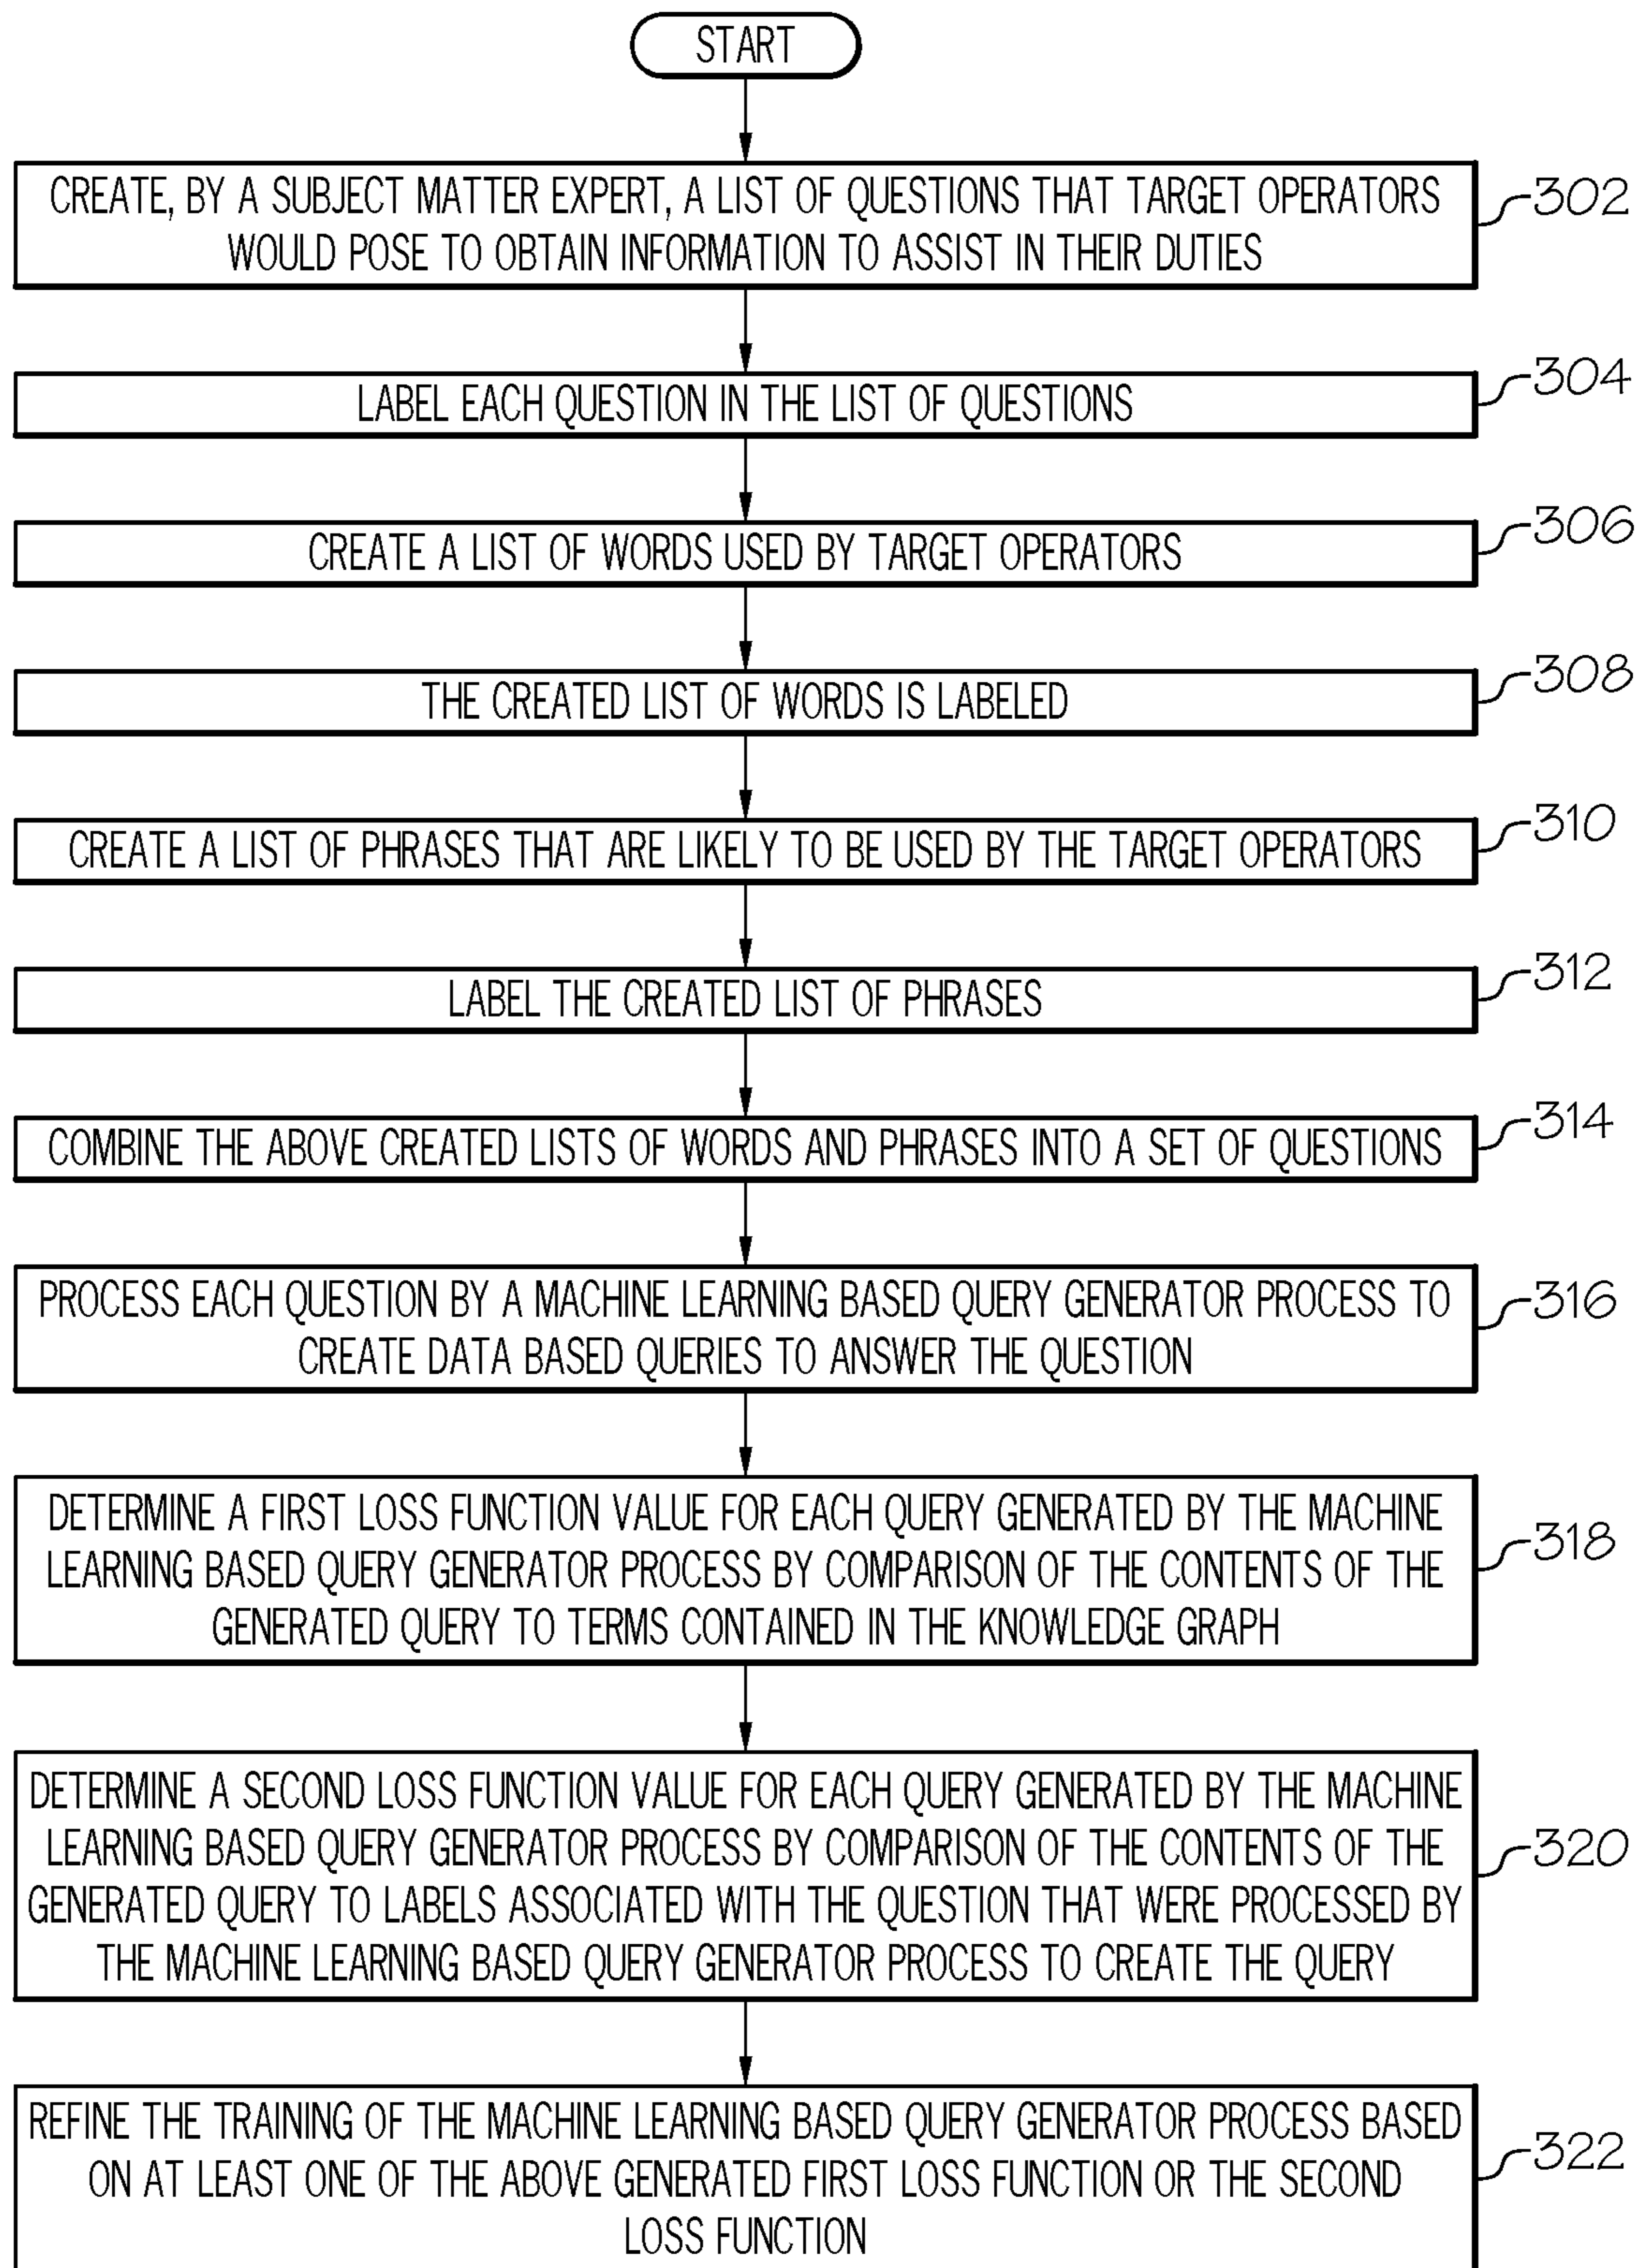 START
CREATE, BY A SUBJECT MATTER EXPERT, A LIST OF QUESTIONS THAT TARGET OPERATORS
WOULD POSE TO OBTAIN INFORMATION TO ASSIST IN THEIR DUTIES
302
LABEL EACH QUESTION IN THE LIST OF QUESTIONS
304
CREATE A LIST OF WORDS USED BY TARGET OPERATORS
306
THE CREATED LIST OF WORDS IS LABELED
308
CREATE A LIST OF PHRASES THAT ARE LIKELY TO BE USED BY THE TARGET OPERATORS
310
LABEL THE CREATED LIST OF PHRASES
312
COMBINE THE ABOVE CREATED LISTS OF WORDS AND PHRASES INTO A SET OF QUESTIONS
314
PROCESS EACH QUESTION BY A MACHINE LEARNING BASED QUERY GENERATOR PROCESS TO
CREATE DATA BASED QUERIES TO ANSWER THE QUESTION
316
DETERMINE A FIRST LOSS FUNCTION VALUE FOR EACH QUERY GENERATED BY THE MACHINE
LEARNING BASED QUERY GENERATOR PROCESS BY COMPARISON OF THE CONTENTS OF THE
GENERATED QUERY TO TERMS CONTAINED IN THE KNOWLEDGE GRAPH
318
DETERMINE A SECOND LOSS FUNCTION VALUE FOR EACH QUERY GENERATED BY THE MACHINE
LEARNING BASED QUERY GENERATOR PROCESS BY COMPARISON OF THE CONTENTS OF THE
GENERATED QUERY TO LABELS ASSOCIATED WITH THE QUESTION THAT WERE PROCESSED BY
THE MACHINE LEARNING BASED QUERY GENERATOR PROCESS TO CREATE THE QUERY
320
REFINE THE TRAINING OF THE MACHINE LEARNING BASED QUERY GENERATOR PROCESS BASED
ON AT LEAST ONE OF THE ABOVE GENERATED FIRST LOSS FUNCTION OR THE SECOND
LOSS FUNCTION
322